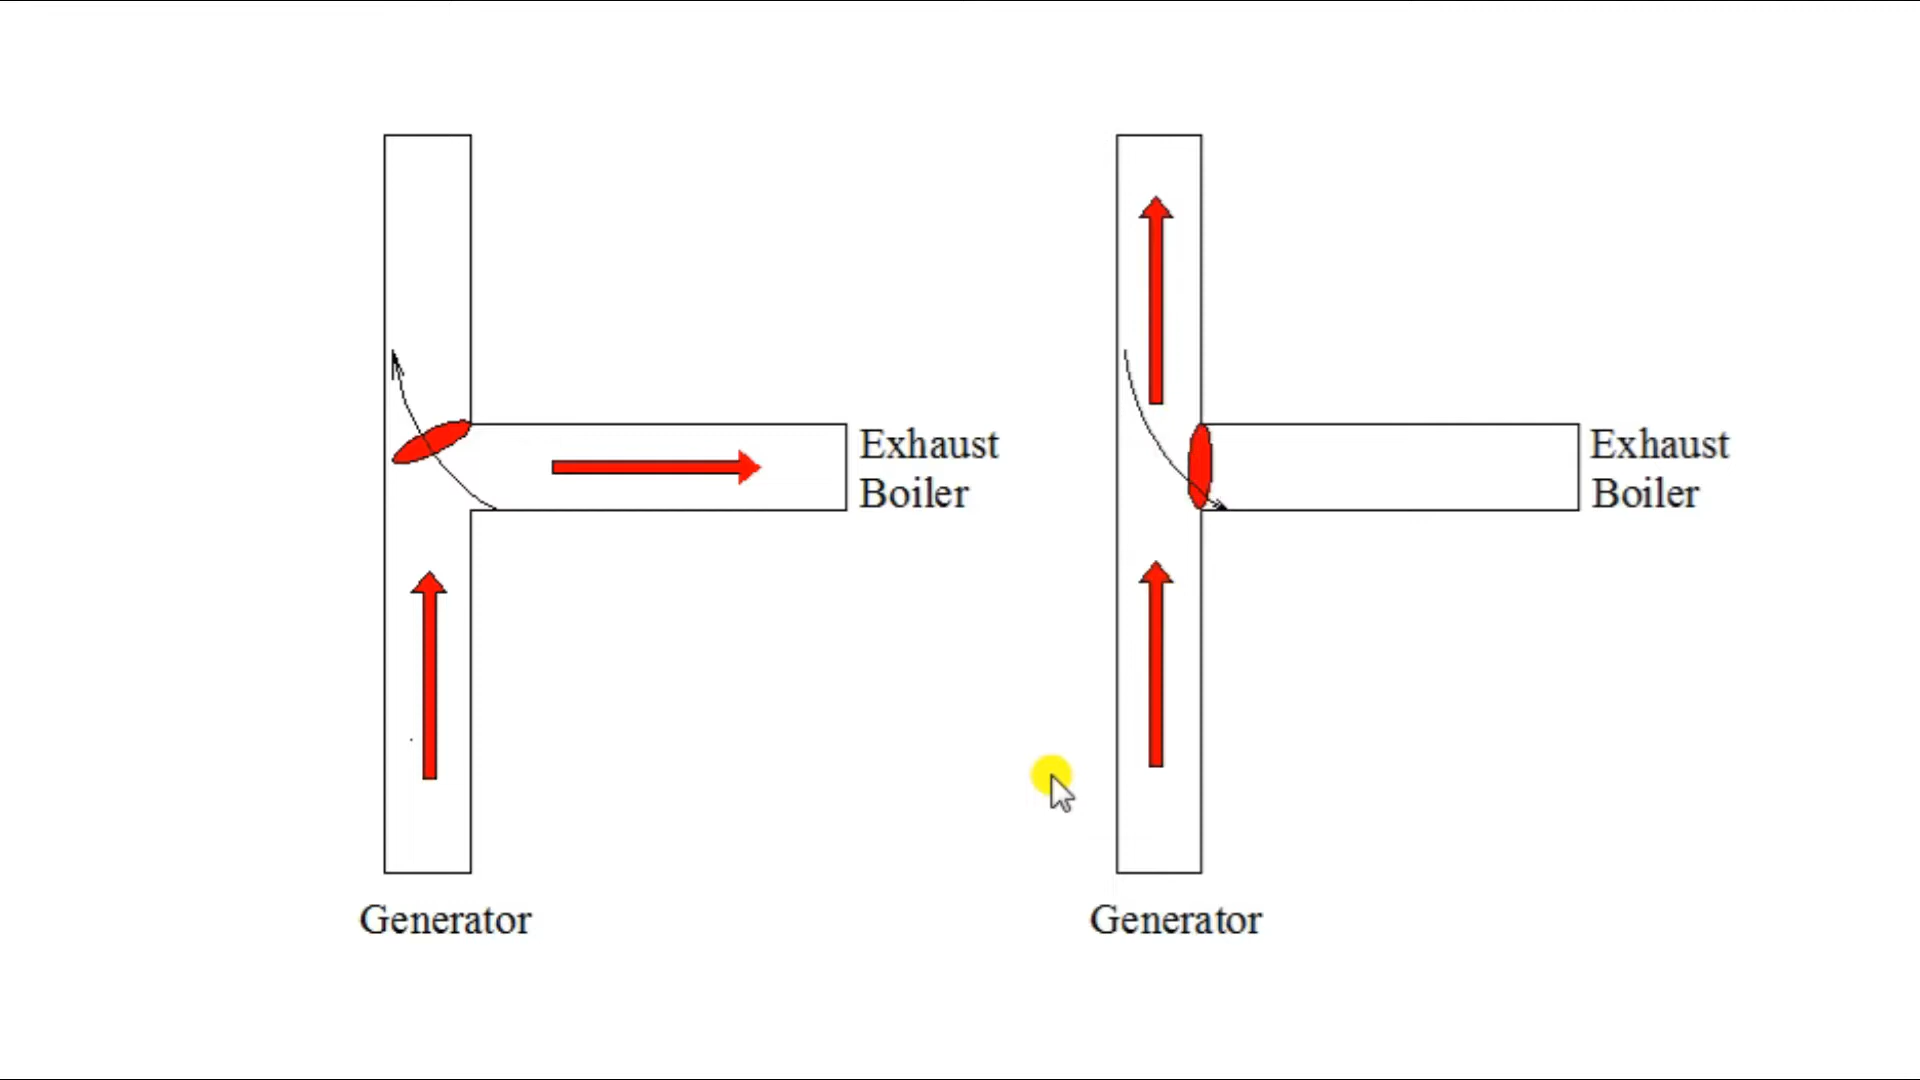 Exhaust
Boiler
Generator
Exhaust
Boiler
Generator